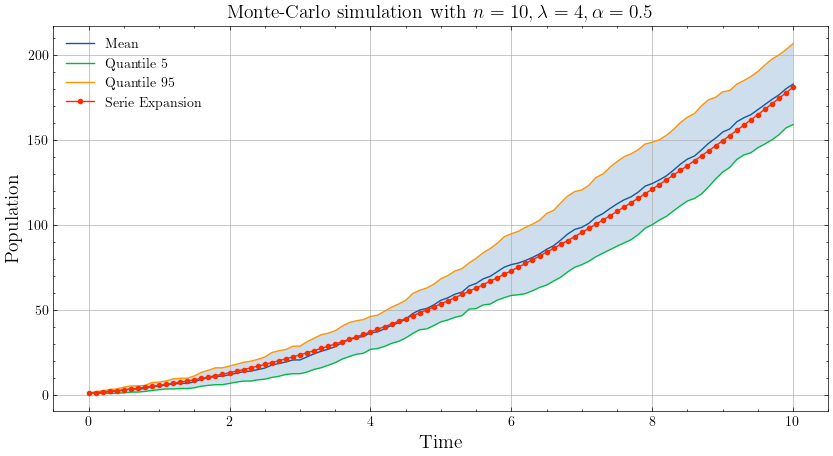 Monte-Carlo simulation with n = 10, λ = 4, α = 0.5
Mean
Quantile 5
Quantile 95
Serie Expansion
Population
200
150
100
50
0
0 2 4 6 8 10
Time